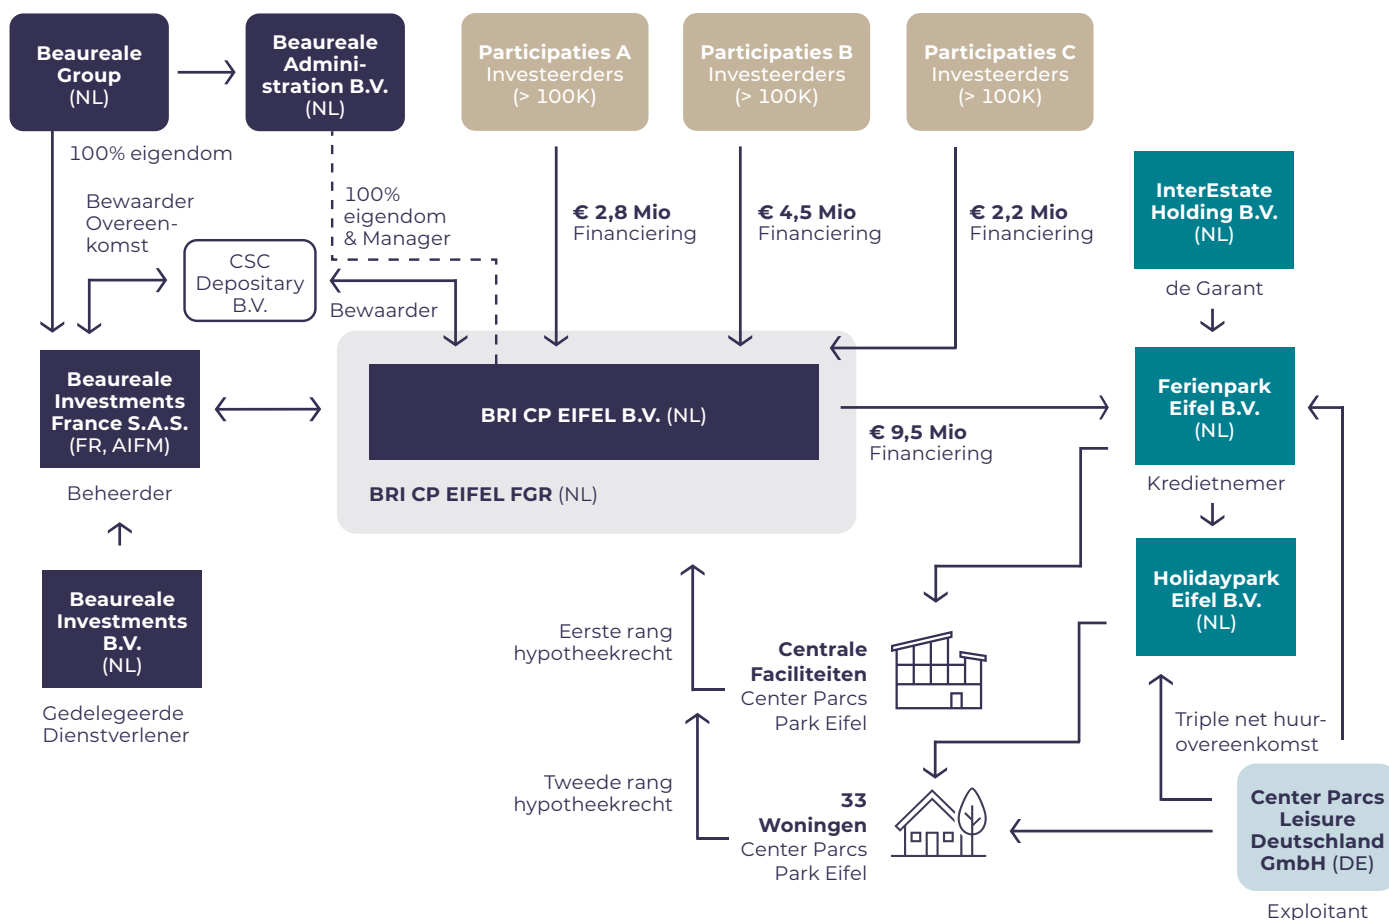 Beaureale
Group
(NL)
Beaureale
Admini-
stration B.V.
(NL)
Participaties A
Investeerders
(> 100K)
Participaties B
Investeerders
(> 100K)
Participaties C
Investeerders
(> 100K)
100% eigendom
Bewaarder
Overeen-
komst
100%
eigendom
& Manager
€ 2,8 Mio
Financiering
€ 4,5 Mio
Financiering
€ 2,2 Mio
Financiering
InterEstate
Holding B.V.
(NL)
de Garant
CSC
Depositary
B.V.
Bewaarder
Beaureale
Investments
France S.A.S.
(FR, AIFM)
Beheerder
BRI CP EIFEL B.V. (NL)
BRI CP EIFEL FGR (NL)
€ 9,5 Mio
Financiering
Ferienpark
Eifel B.V.
(NL)
Kredietnemer
Holidaypark
Eifel B.V.
(NL)
Beaureale
Investments
B.V.
(NL)
Gedelegeerde
Dienstverlener
Eerste rang
hypotheekrecht
Centrale
Faciliteiten
Center Parcs
Park Eifel
Triple net huur-
overeenkomst
Tweede rang
hypotheekrecht
33
Woningen
Center Parcs
Park Eifel
Center Parcs
Leisure
Deutschland
GmbH (DE)
Exploitant